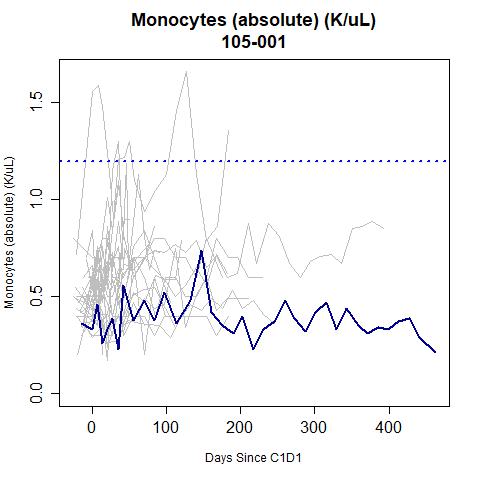 Monocytes (absolute) (K/uL)
105-001
Monocytes (absolute) (K/uL)
1.5
1.0
0.5
0.0
0 100 200 300 400
Days Since C1D1